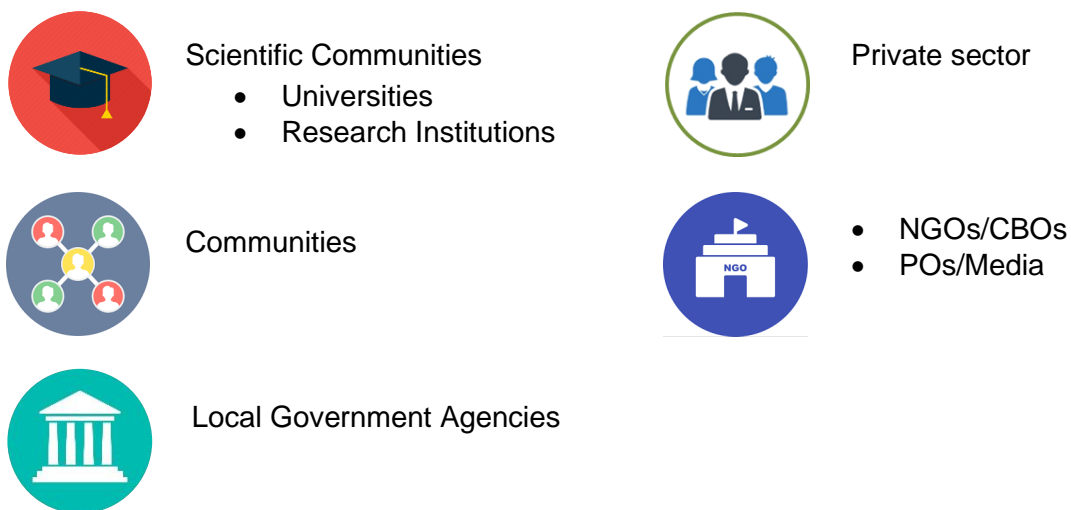 Scientific Communities
• Universities
• Research Institutions
Private sector
Communities
NGO
• NGOs/CBOs
• POs/Media
Local Government Agencies